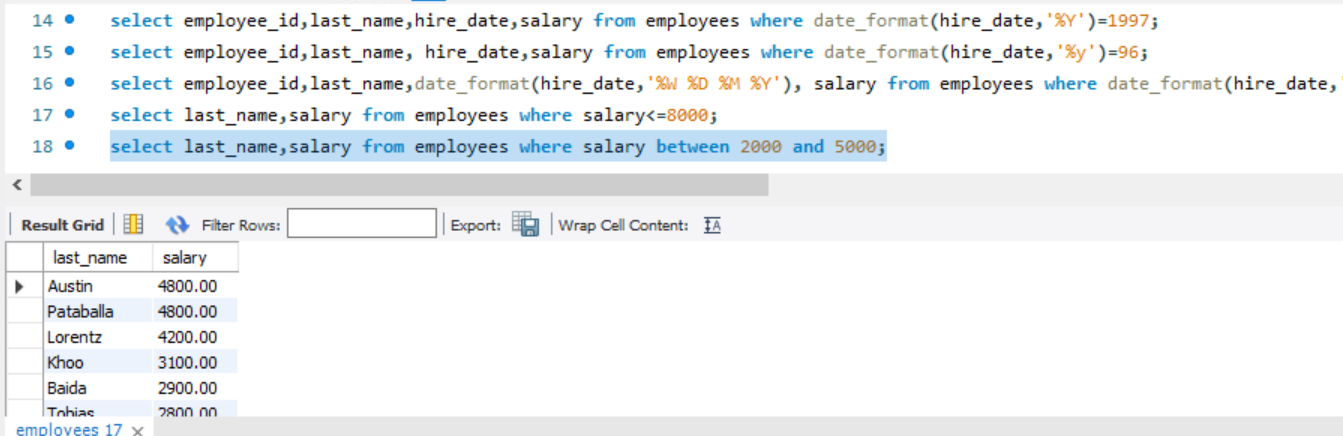 14 select employee_id,last_name,hire_date,salary from employees where date_format(hire_date,'%Y')=1997;
15 select employee_id,last_name, hire_date,salary from employees where date_format(hire_date,'%y')=96;
16 select employee_id,last_name,date_format(hire_date,'%W %D %M %Y'), salary from employees where date_format(hire_date,'
17 select last_name,salary from employees where salary<=8000;
18 select last_name,salary from employees where salary between 2000 and 5000;
Result Grid Filter Rows: Export: Wrap Cell Content:
last_name salary
Austin 4800.00
Pataballa 4800.00
Lorentz 4200.00
Khoo 3100.00
Baida 2900.00
Tobias 2800.00
employees 17